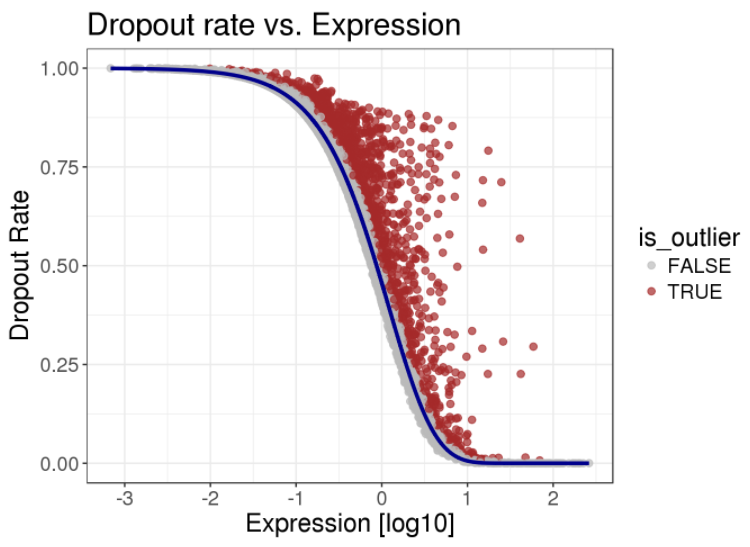 Dropout rate vs. Expression
1.00
0.75
0.50
0.25
0.00
Dropout Rate
-3
-2
-1
0
1
2
Expression [log10]
is_outlier
FALSE
TRUE